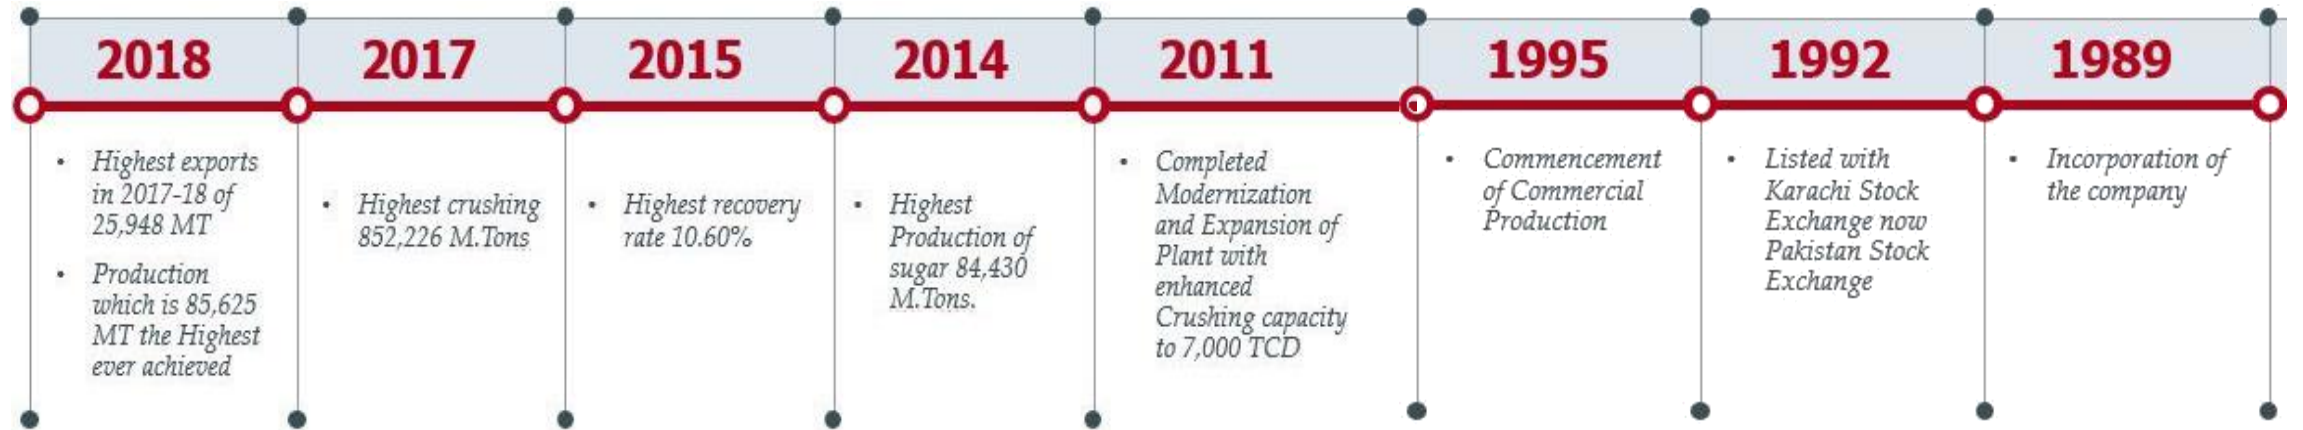 2018
• Highest exports
in 2017-18 of
25,948 MT
• Production
which is 85,625
MT the Highest
ever achieved
2017
• Highest crushing
852,226 M.Tons
2015
• Highest recovery
rate 10.60%
2014
• Highest
Production of
sugar 84,430
M.Tons.
2011
• Completed
Modernization
and Expansion of
Plant with
enhanced
Crushing capacity
to 7,000 TCD
1995
• Commencement
of Commercial
Production
1992
• Listed with
Karachi Stock
Exchange now
Pakistan Stock
Exchange
1989
• Incorporation of
the company